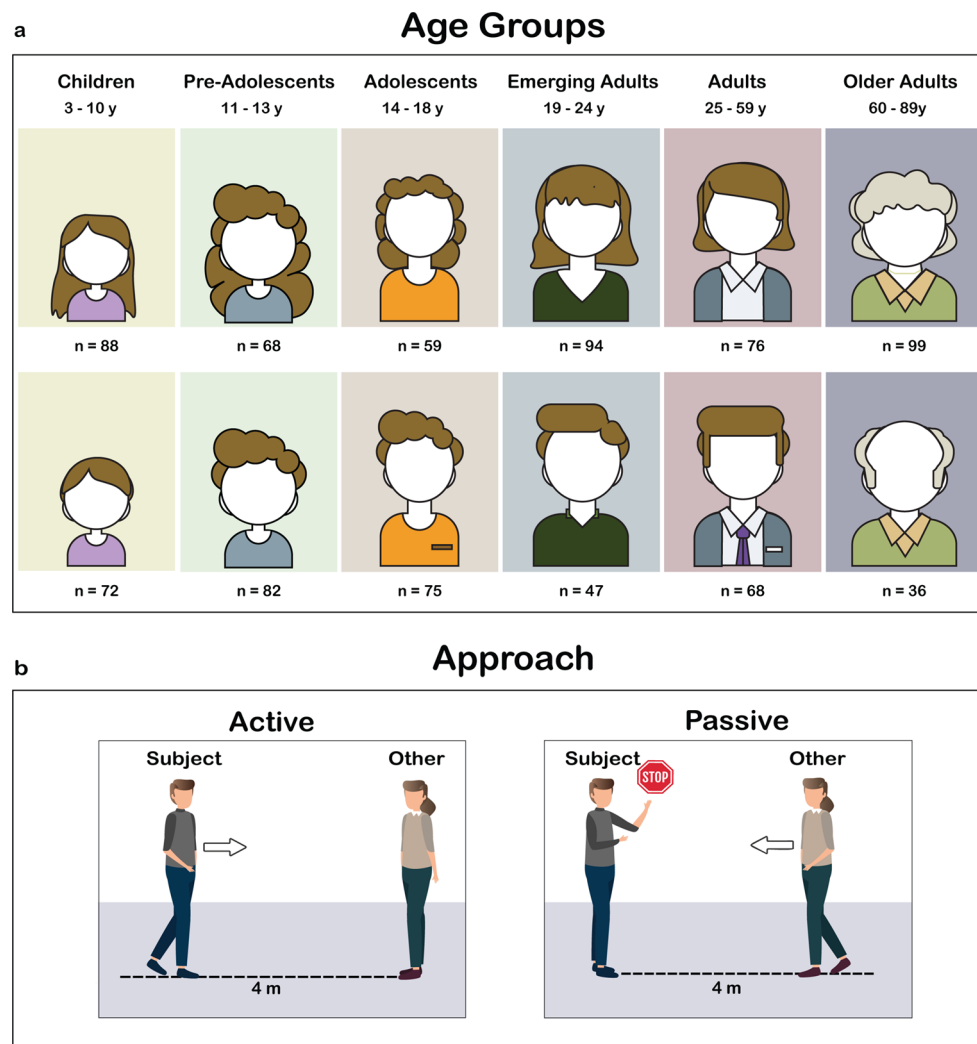 a
Age Groups
Children Pre-Adolescents Adolescents Emerging Adults Adults Older Adults
3 - 10 y 11 - 13 y 14 - 18 y 19 - 24 y 25 - 59 y 60 - 89y
n = 88 n = 68 n = 59 n = 94 n = 76 n = 99
n = 72 n = 82 n = 75 n = 47 n = 68 n = 36
b
Approach
Active Passive
Subject Other Subject Other
STOP
4 m 4 m